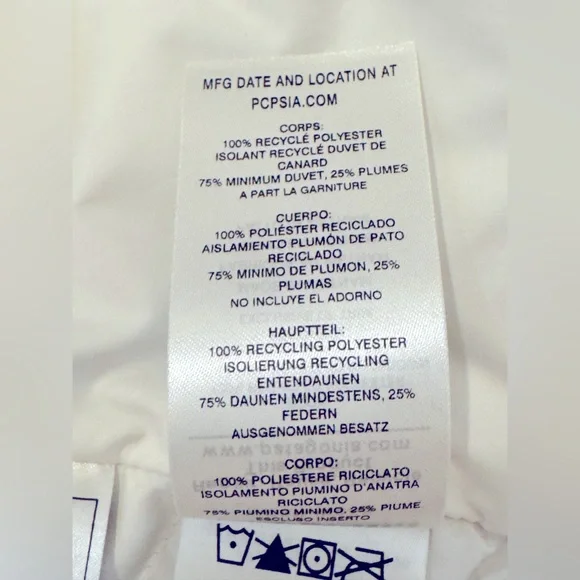 MFG DATE AND LOCATION AT
PCPSIA.COM
CORPS:
100% RECYCLÉ POLYESTER
ISOLANT RECYCLÉ DUVET DE
CANARD
75% MINIMUM DUVET, 25% PLUMES
A PART LA GARNITURE
CUERPO:
100% POLIÉSTER RECICLADO
AISLAMIENTO PLUMÓN DE PATO
RECICLADO
75% MINIMO DE PLUMON, 25%
PLUMAS
NO INCLUYE EL ADORNO
HAUPTTEIL:
100% RECYCLING POLYESTER
ISOLIERUNG RECYCLING
ENTENDAUNEN
75% DAUNEN MINDESTENS, 25%
FEDERN
AUSGENOMMEN BESATZ
www.patagonia.com
CORPO:
100% POLIESTERE RICICLATO
ISOLAMENTO PIUMINO D'ANATRA
RICICLATO
75% PIUMINO MINIMO, 25% PIUME
ESCLUSO INSERTO